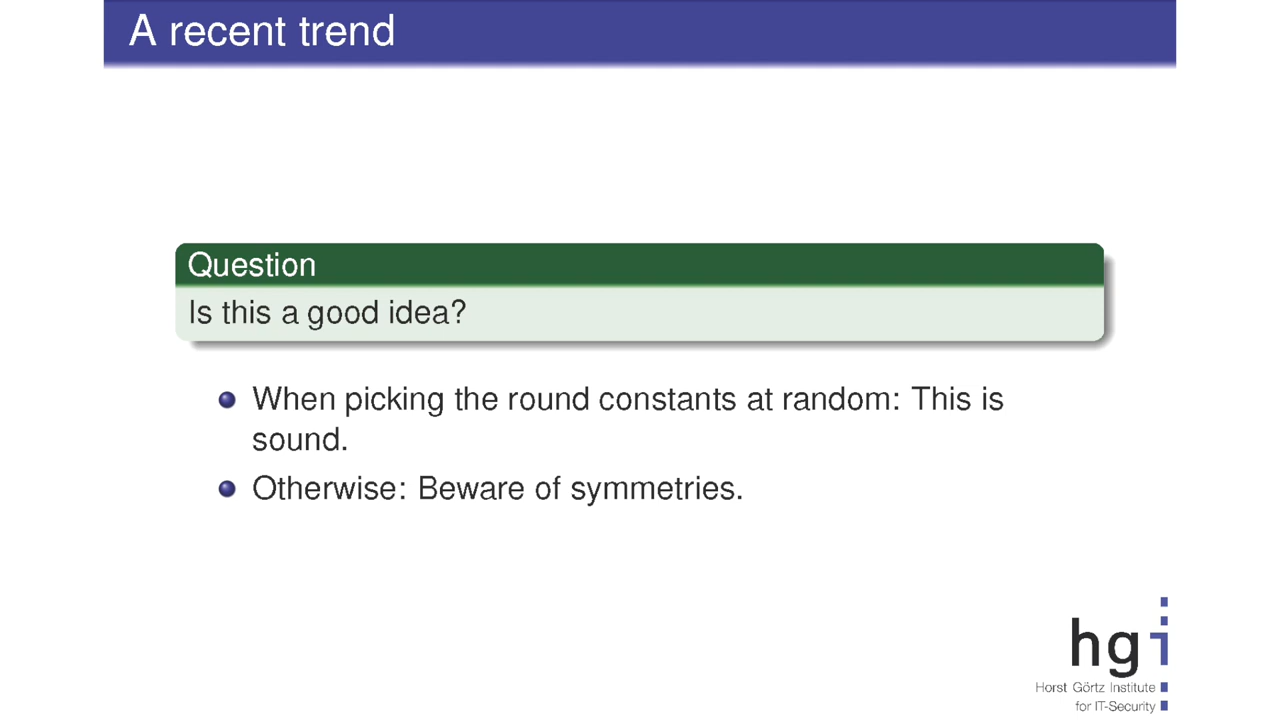 A recent trend
Question
Is this a good idea?
When picking the round constants at random: This is
sound.
Otherwise: Beware of symmetries.
hgi
Horst Görtz Institute
for IT-Security